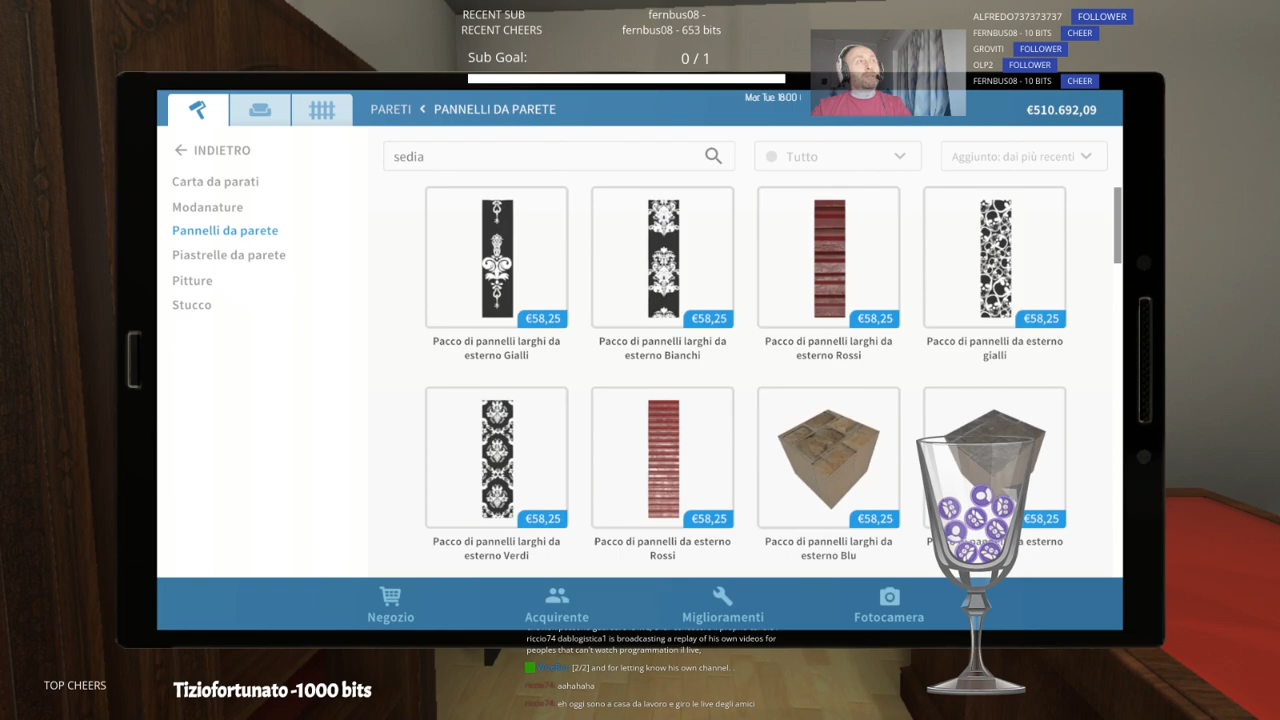 RECENT SUB
fernbus08 -
RECENT CHEERS
fernbus08 - 653 bits
Sub Goal:
0 / 1
ALFREDO737373737 FOLLOWER
FERNBUS08 - 10 BITS CHEER
GROVITI FOLLOWER
OLP2 FOLLOWER
FERNBUS08 - 10 BITS CHEER
PARETI < PANNELLI DA PARETE
Mar Tue 18:00
€510.692,09
INDIETRO
Carta da parati
Modanature
Pannelli da parete
Piastrelle da parete
Pitture
Stucco
sedia
Tutto
Aggiunto: dai più recenti
€58,25
€58,25
€58,25
€58,25
Pacco di pannelli larghi da
esterno Gialli
Pacco di pannelli larghi da
esterno Bianchi
Pacco di pannelli larghi da
esterno Rossi
Pacco di pannelli da esterno
gialli
€58,25
€58,25
€58,25
€58,25
Pacco di pannelli larghi da
esterno Verdi
Pacco di pannelli da esterno
Rossi
Pacco di pannelli larghi da
esterno Blu
da esterno
Negozio
Acquirente
Miglioramenti
Fotocamera
riccio74 dablogistica1 is broadcasting a replay of his own videos for
peoples that can't watch programmation il live,
[2/2] and for letting know his own channel. .
riccio74: aahahaha
riccio74: eh oggi sono a casa da lavoro e giro le live degli amici
TOP CHEERS
Tiziofortunato -1000 bits